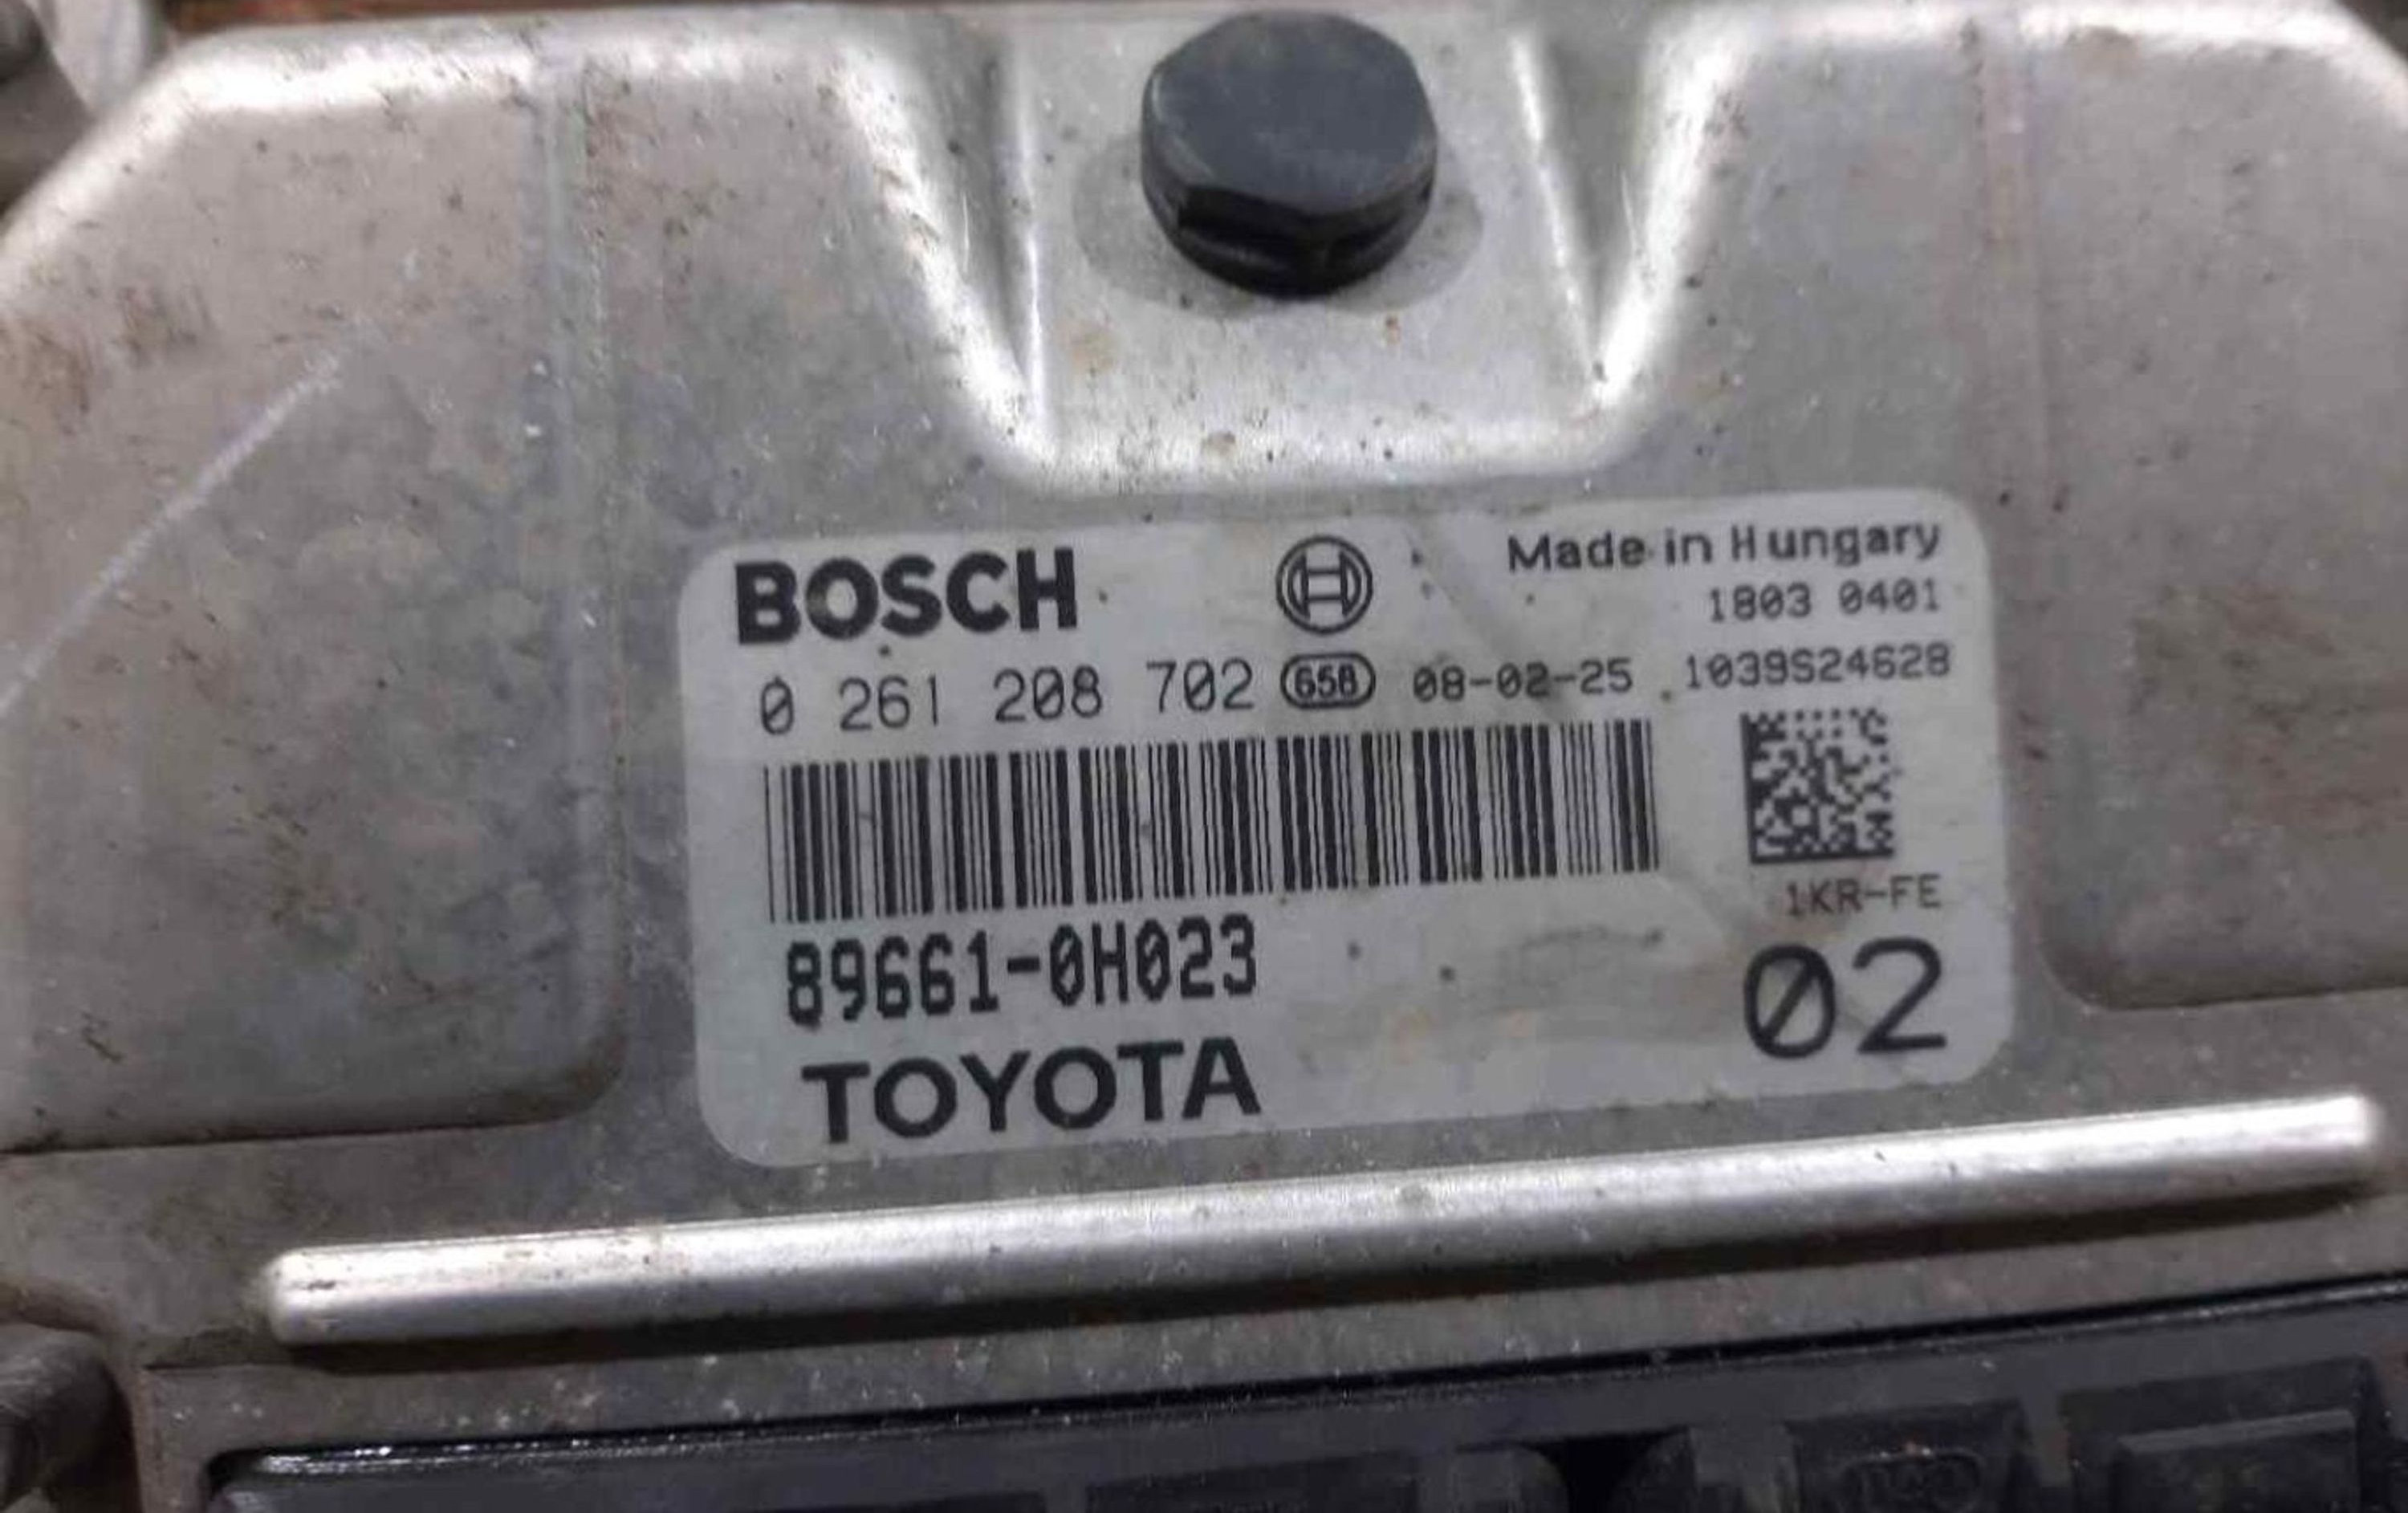 BOSCH
Made in Hungary
1803 0401
0 261 208 702 658 08-02-25 1039S24628
1KR-FE
89661-0H023
02
TOYOTA